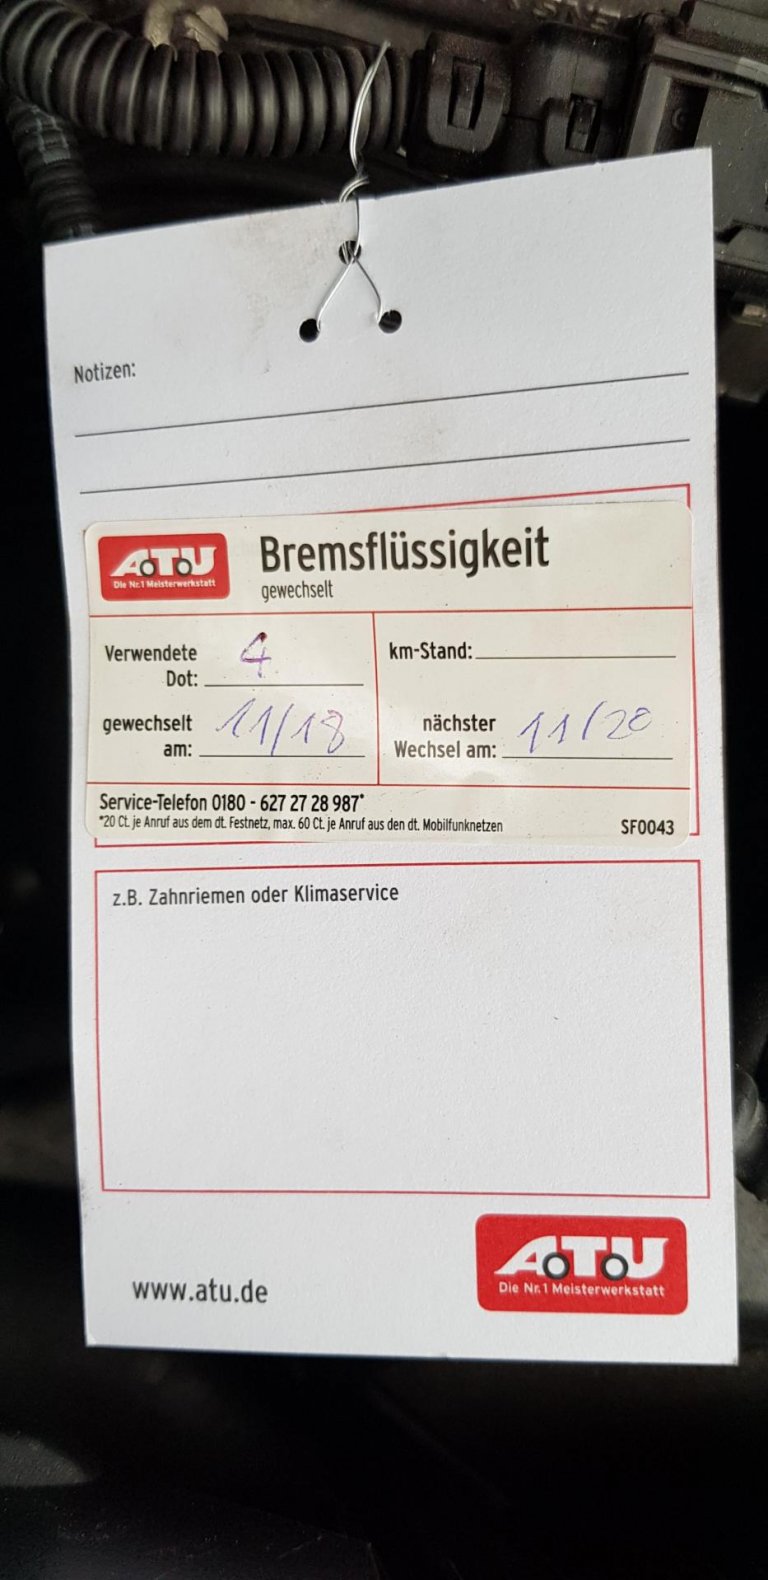 Notizen:
ATU
Die Nr.1 Meisterwerkstatt
Bremsflüssigkeit
gewechselt
Verwendete Dot: 4
km-Stand:
gewechselt am: 11/18
nächster Wechsel am: 11/20
Service-Telefon 0180 - 627 27 28 987*
*20 Ct. je Anruf aus dem dt. Festnetz, max. 60 Ct. je Anruf aus den dt. Mobilfunknetzen
SF0043
z.B. Zahnriemen oder Klimaservice
www.atu.de
ATU
Die Nr.1 Meisterwerkstatt